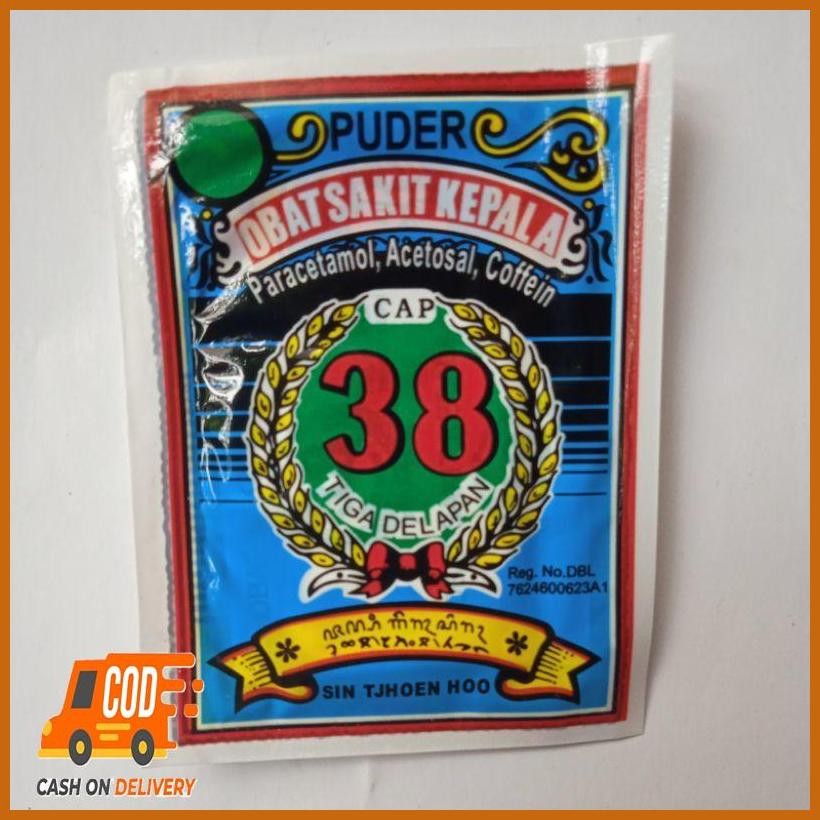 PUDER
OBAT SAKIT KEPALA
Paracetamol, Acetosal, Coffein
CAP
38
TIGA DELAPAN
Reg. No.DBL
7624600623A1
SIN TJHOEN HOO
COD
CASH ON DELIVERY